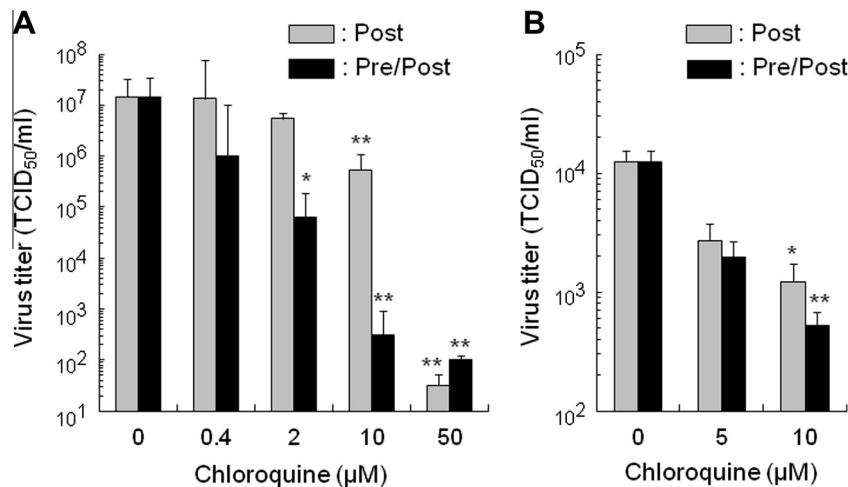 A
: Post
: Pre/Post
Virus titer (TCID50/ml)
10^8
10^7
10^6
10^5
10^4
10^3
10^2
10^1
*
**
**
**
**
0 0.4 2 10 50
Chloroquine (µM)
B
: Post
: Pre/Post
Virus titer (TCID50/ml)
10^5
10^4
10^3
10^2
*
**
0 5 10
Chloroquine (µM)